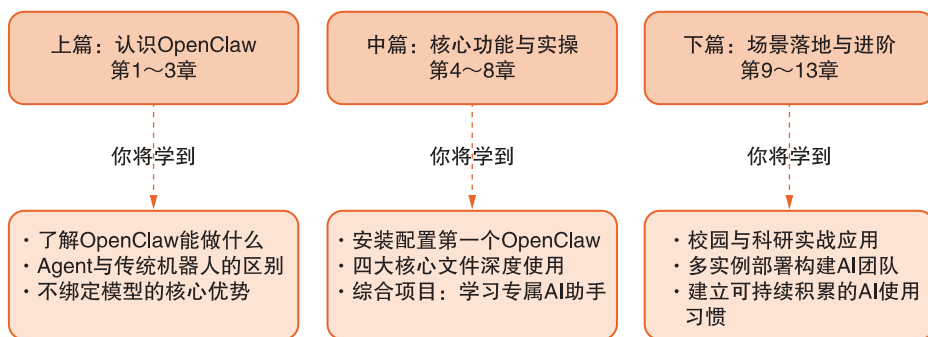 上篇：认识OpenClaw
第1～3章
中篇：核心功能与实操
第4～8章
下篇：场景落地与进阶
第9～13章
你将学到
你将学到
你将学到
· 了解OpenClaw能做什么
· Agent与传统机器人的区别
· 不绑定模型的核心优势
· 安装配置第一个OpenClaw
· 四大核心文件深度使用
· 综合项目：学习专属AI助手
· 校园与科研实战应用
· 多实例部署构建AI团队
· 建立可持续积累的AI使用
习惯